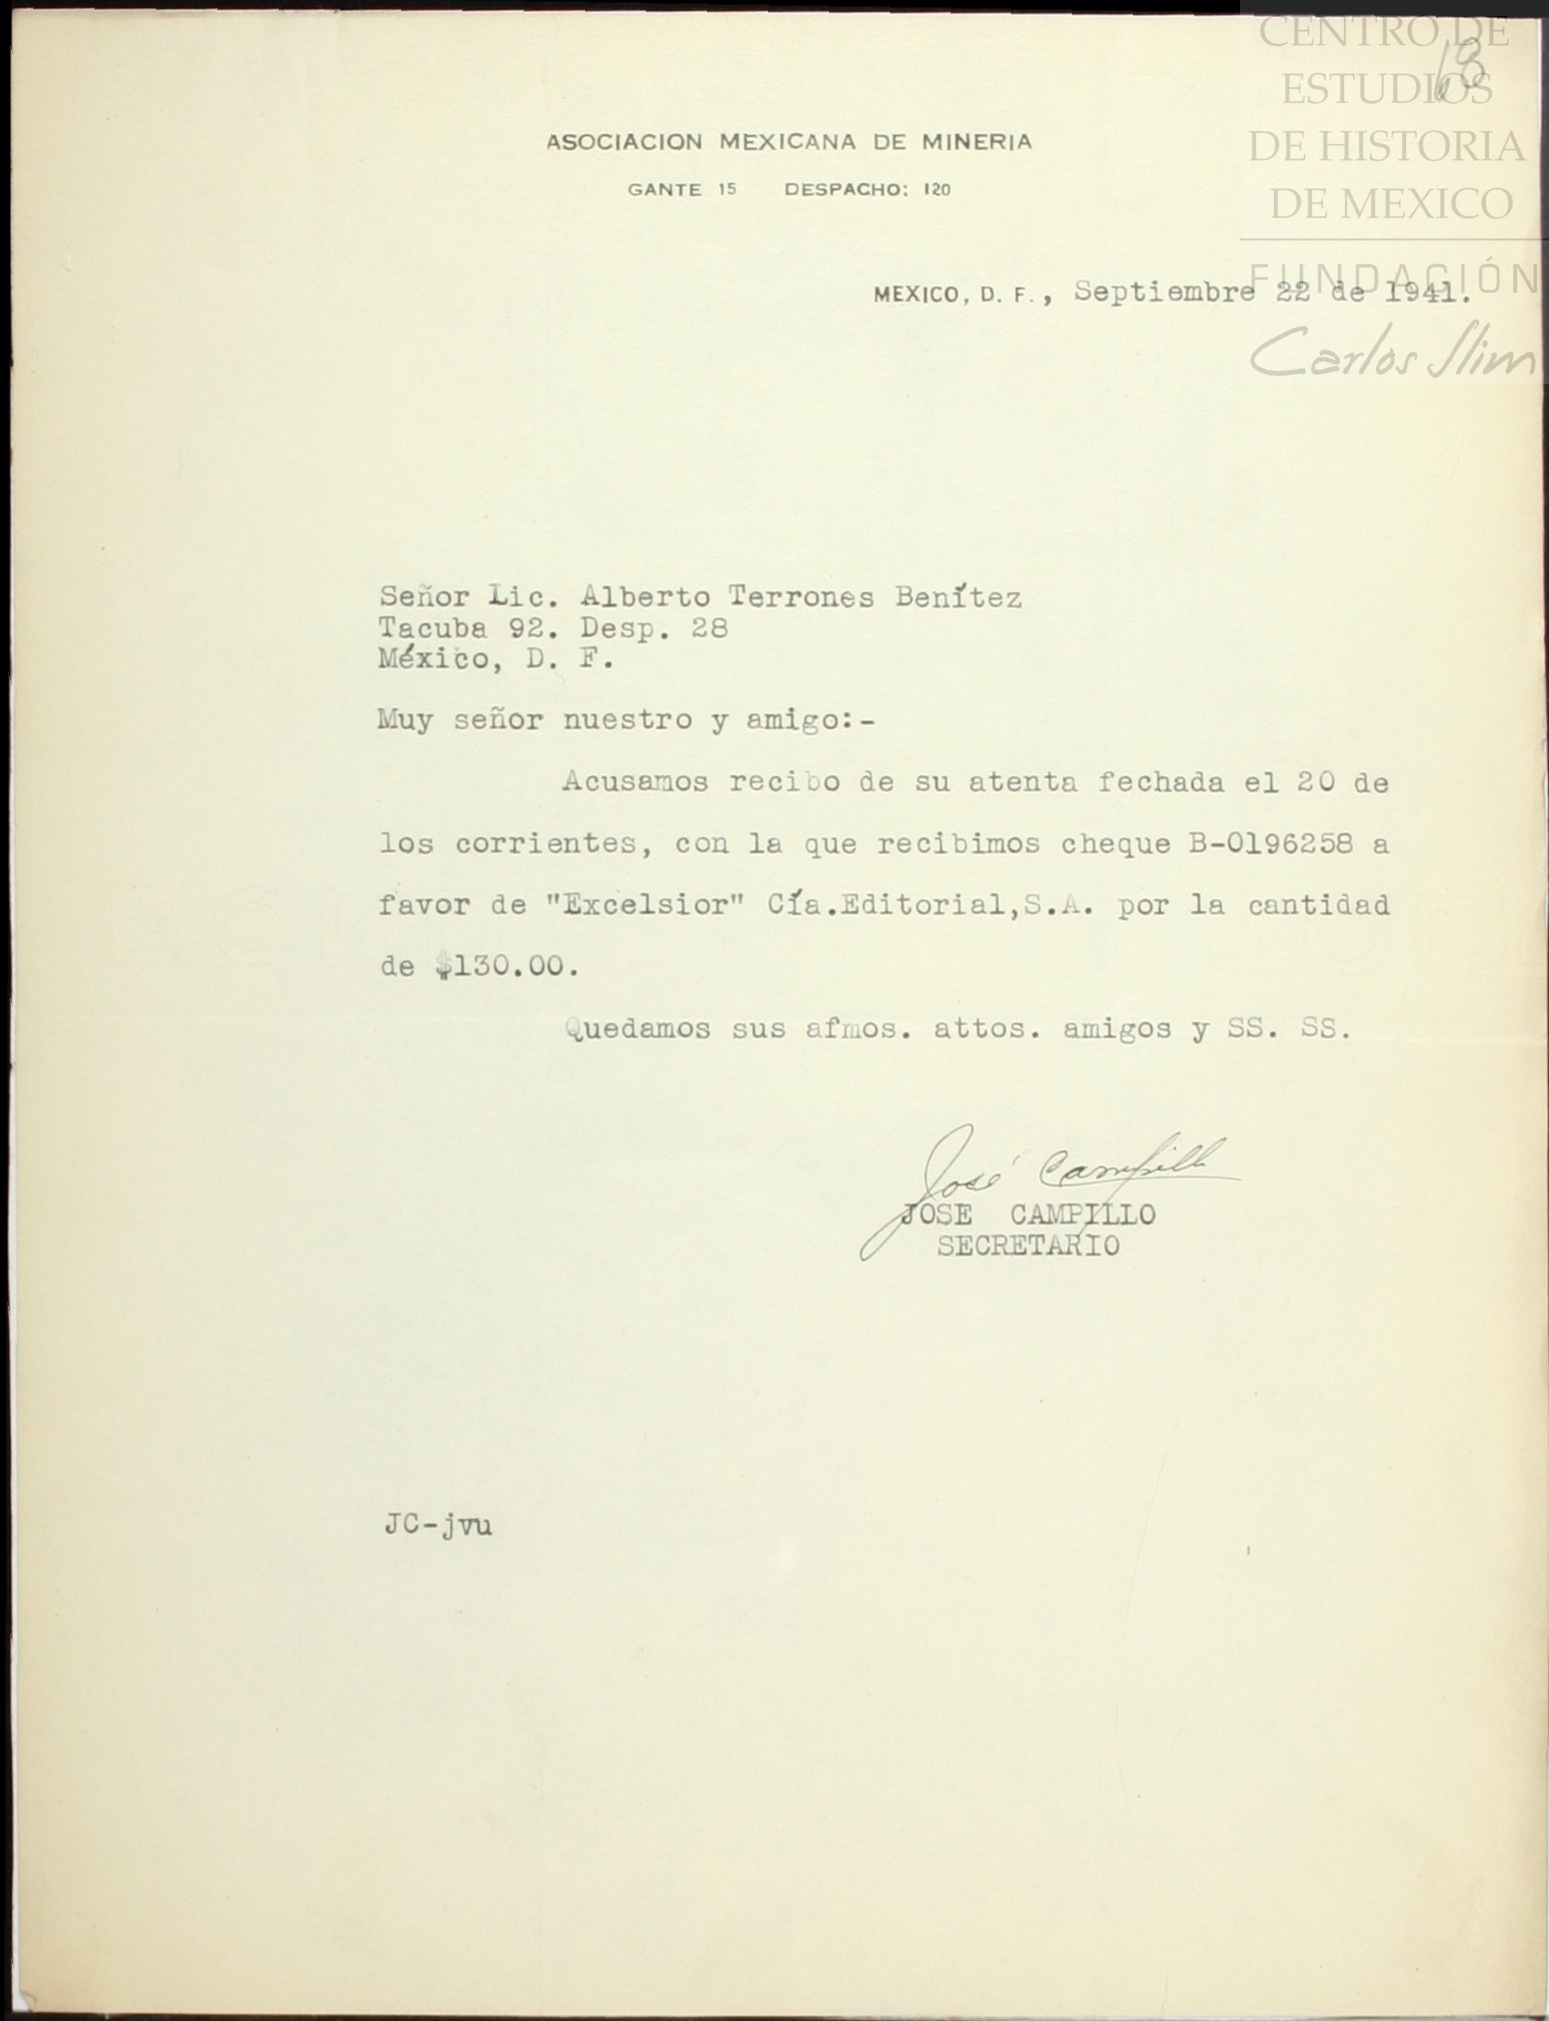 CENTRO DE
ESTUDIOS
DE HISTORIA
DE MEXICO
FUNDACIÓN
Carlos Slim
68
ASOCIACION MEXICANA DE MINERIA
GANTE 15 DESPACHO: 120
MEXICO, D. F., Septiembre 22 de 1941.
Señor Lic. Alberto Terrones Benítez
Tacuba 92. Desp. 28
México, D. F.
Muy señor nuestro y amigo:-
Acusamos recibo de su atenta fechada el 20 de
los corrientes, con la que recibimos cheque B-0196258 a
favor de "Excelsior" Cía.Editorial,S.A. por la cantidad
de $130.00.
Quedamos sus afmos. attos. amigos y SS. SS.
José Campillo
JOSE CAMPILLO
SECRETARIO
JC-jvu